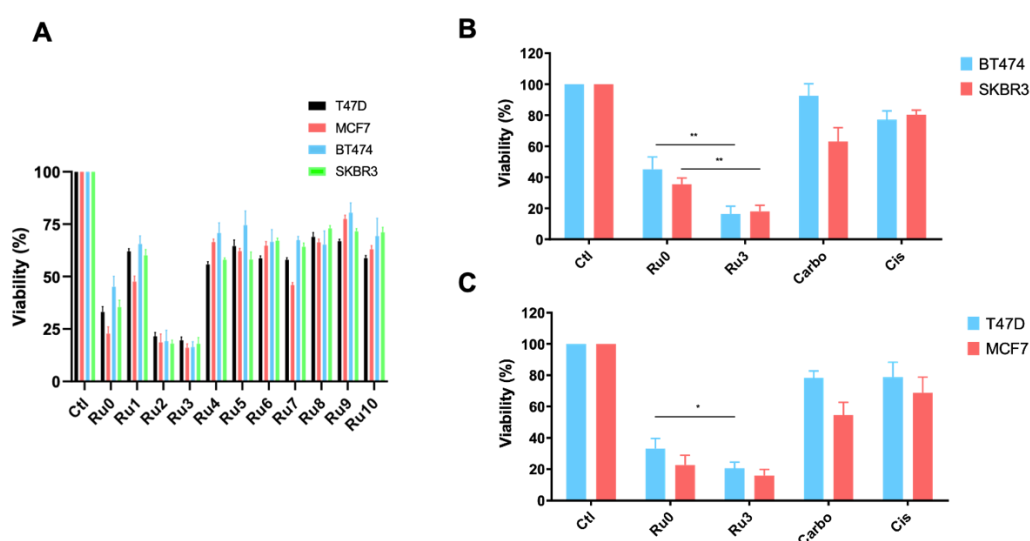 A
T47D
MCF7
BT474
SKBR3
Viability (%)
100
75
50
25
0
Ctl Ru0 Ru1 Ru2 Ru3 Ru4 Ru5 Ru6 Ru7 Ru8 Ru9 Ru10
B
BT474
SKBR3
Viability (%)
120
100
80
60
40
20
0
**
**
Ctl Ru0 Ru3 Carbo Cis
C
T47D
MCF7
Viability (%)
120
100
80
60
40
20
0
*
Ctl Ru0 Ru3 Carbo Cis